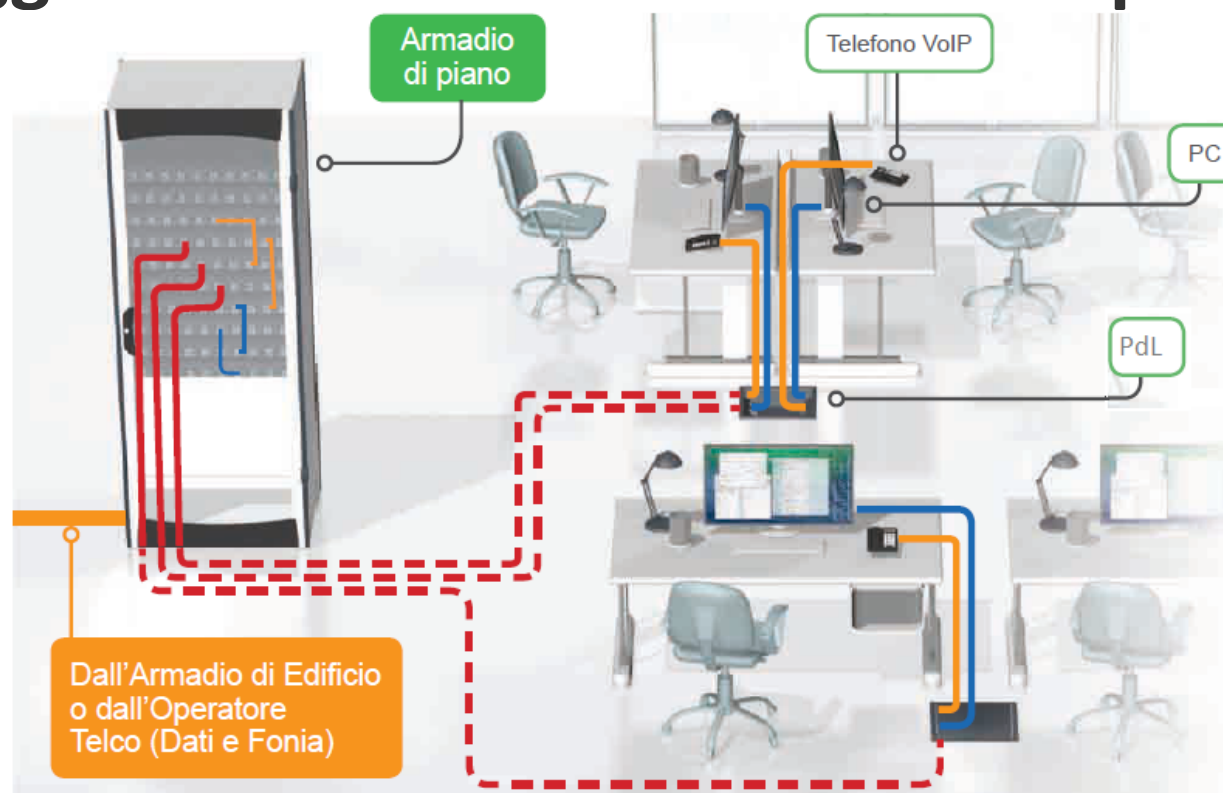 Armadio
di piano
Telefono VoIP
PC
PdL
Dall'Armadio di Edificio
o dall'Operatore
Telco (Dati e Fonia)